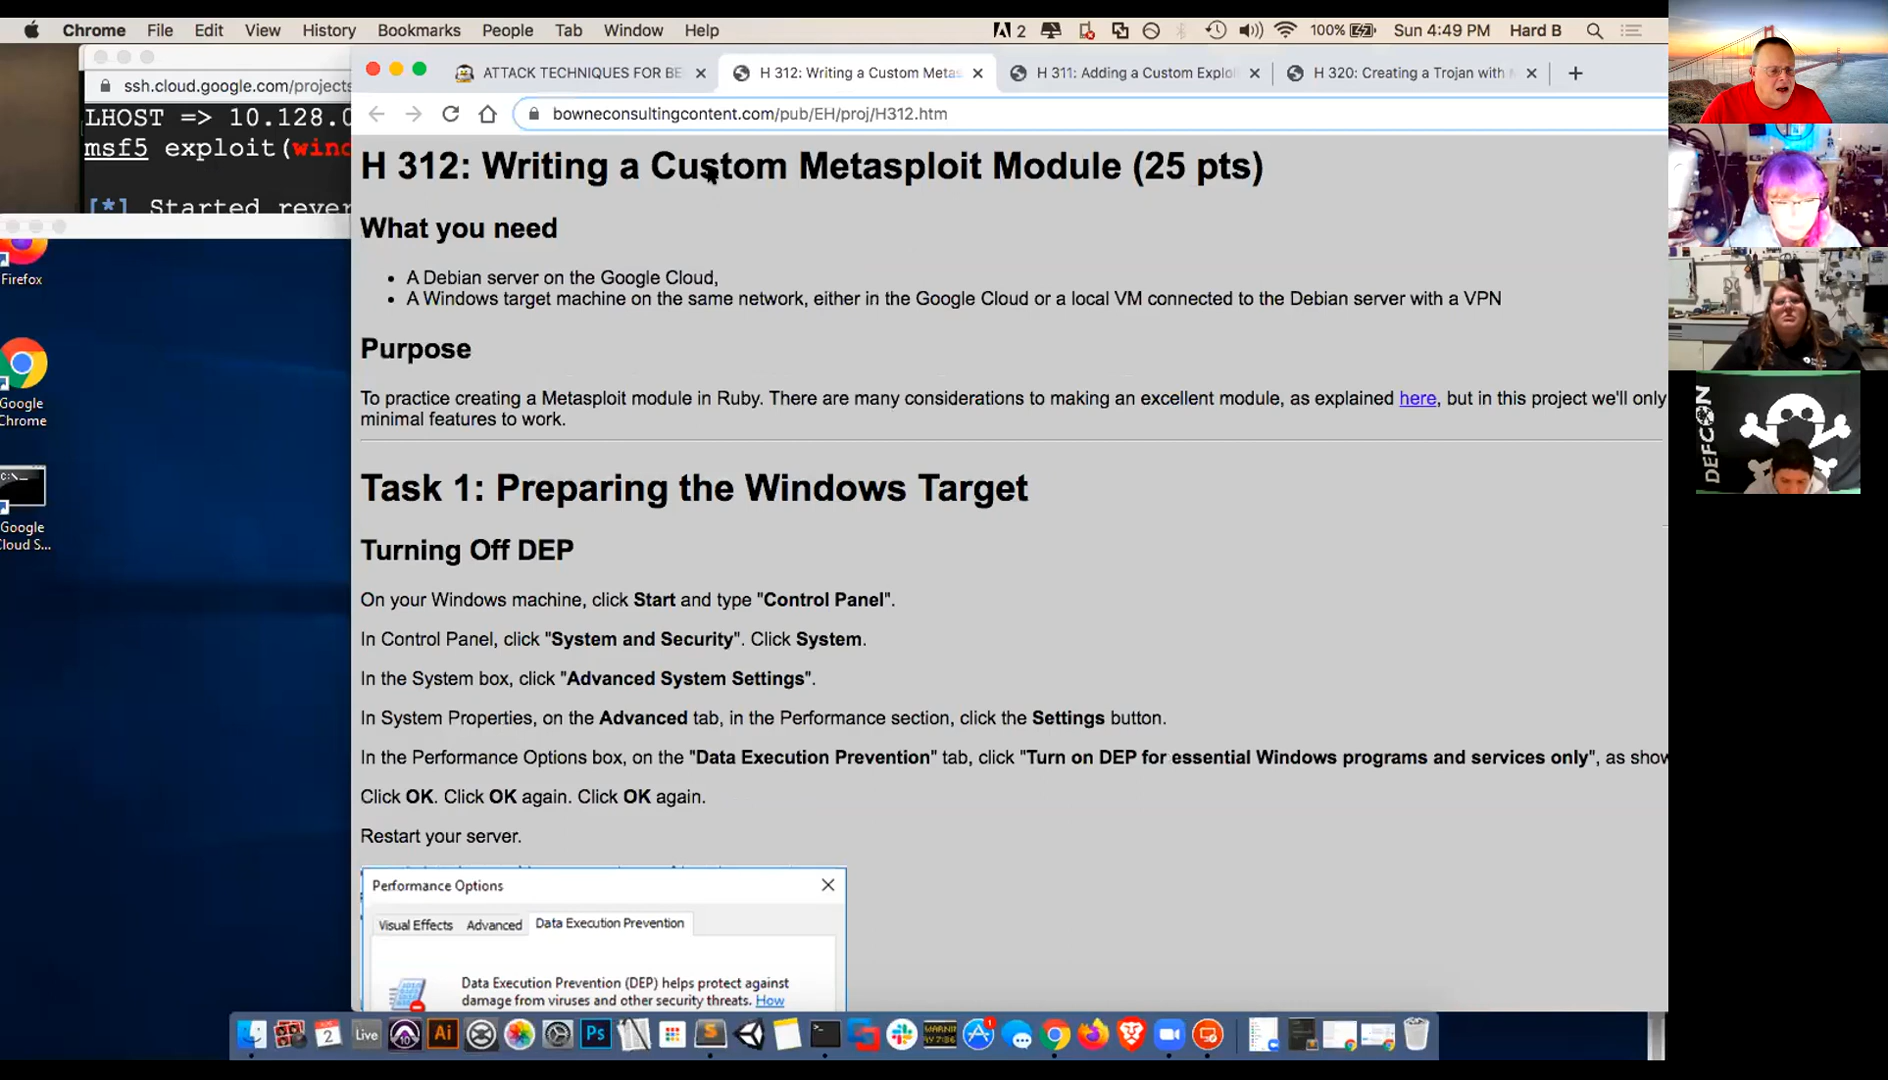 Chrome File Edit View History Bookmarks People Tab Window Help
2 100% Sun 4:49 PM Hard B
ssh.cloud.google.com/projects
ATTACK TECHNIQUES FOR BE
H 312: Writing a Custom Metas
H 311: Adding a Custom Exploi
H 320: Creating a Trojan with M
bowneconsultingcontent.com/pub/EH/proj/H312.htm
LHOST => 10.128.0
msf5 exploit(wind
[*] Started rever
Firefox
Google
Chrome
Google
Cloud S...
H 312: Writing a Custom Metasploit Module (25 pts)
What you need
• A Debian server on the Google Cloud,
• A Windows target machine on the same network, either in the Google Cloud or a local VM connected to the Debian server with a VPN
Purpose
To practice creating a Metasploit module in Ruby. There are many considerations to making an excellent module, as explained here, but in this project we'll only
minimal features to work.
Task 1: Preparing the Windows Target
Turning Off DEP
On your Windows machine, click Start and type "Control Panel".
In Control Panel, click "System and Security". Click System.
In the System box, click "Advanced System Settings".
In System Properties, on the Advanced tab, in the Performance section, click the Settings button.
In the Performance Options box, on the "Data Execution Prevention" tab, click "Turn on DEP for essential Windows programs and services only", as show
Click OK. Click OK again. Click OK again.
Restart your server.
Performance Options
Visual Effects Advanced Data Execution Prevention
Data Execution Prevention (DEP) helps protect against
damage from viruses and other security threats. How
DEFCON
2
Live
10
Ai
Ps
1